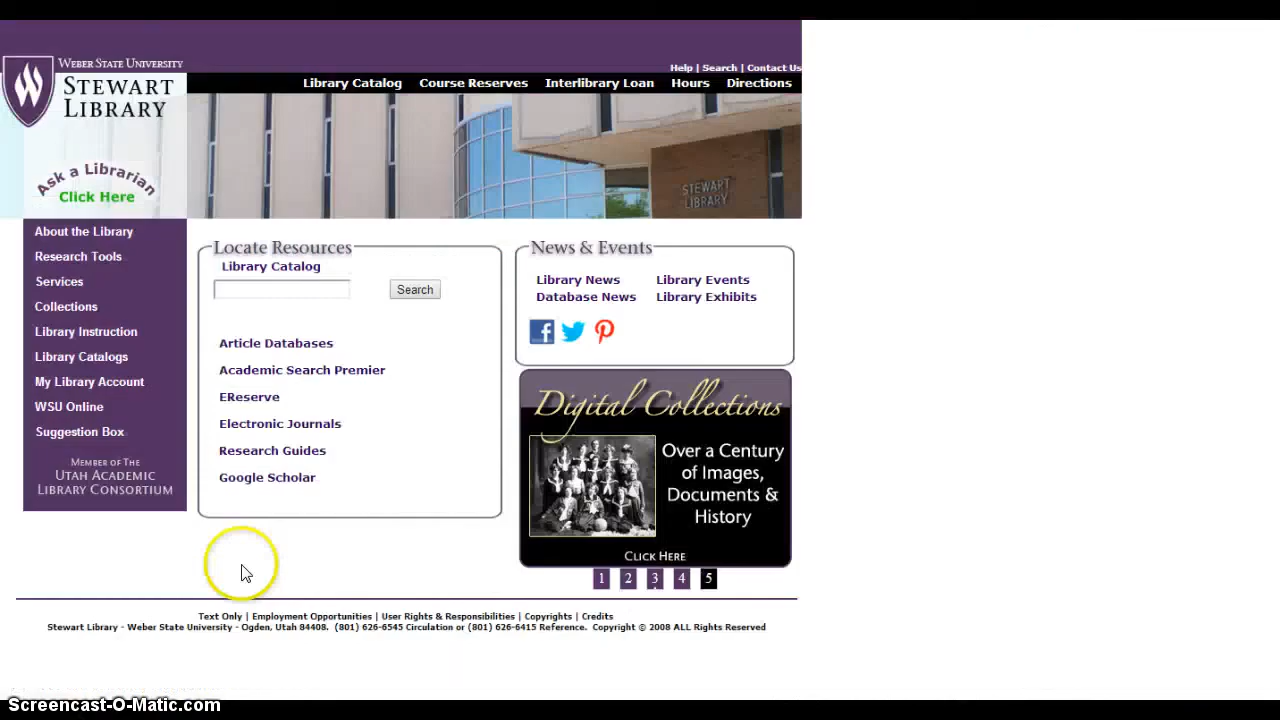 WEBER STATE UNIVERSITY
STEWART
LIBRARY
Help | Search | Contact Us
Library Catalog Course Reserves Interlibrary Loan Hours Directions
STEWART
LIBRARY
Ask a Librarian
Click Here
About the Library
Research Tools
Services
Collections
Library Instruction
Library Catalogs
My Library Account
WSU Online
Suggestion Box
MEMBER OF THE
UTAH ACADEMIC
LIBRARY CONSORTIUM
Locate Resources
Library Catalog
Search
Article Databases
Academic Search Premier
EReserve
Electronic Journals
Research Guides
Google Scholar
News & Events
Library News Library Events
Database News Library Exhibits
Digital Collections
Over a Century
of Images,
Documents &
History
CLICK HERE
1 2 3 4 5
Text Only | Employment Opportunities | User Rights & Responsibilities | Copyrights | Credits
Stewart Library - Weber State University - Ogden, Utah 84408. (801) 626-6545 Circulation or (801) 626-6415 Reference. Copyright © 2008 ALL Rights Reserved
Screencast-O-Matic.com